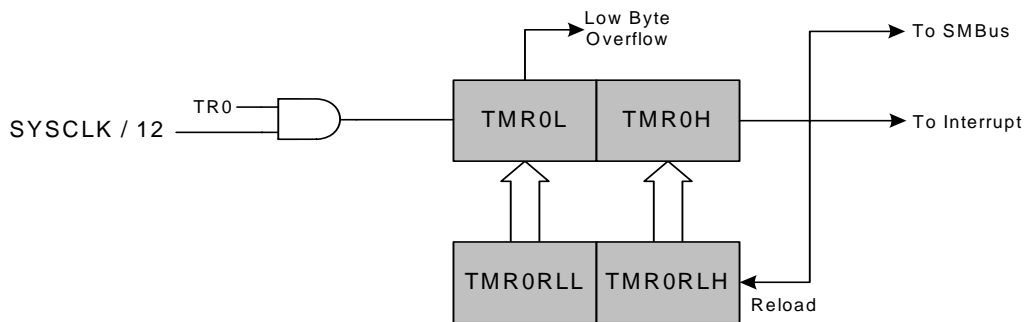 Low Byte
Overflow
To SMBus
TR0
SYSCLK / 12
TMR0L
TMR0H
To Interrupt
TMR0RLL
TMR0RLH
Reload